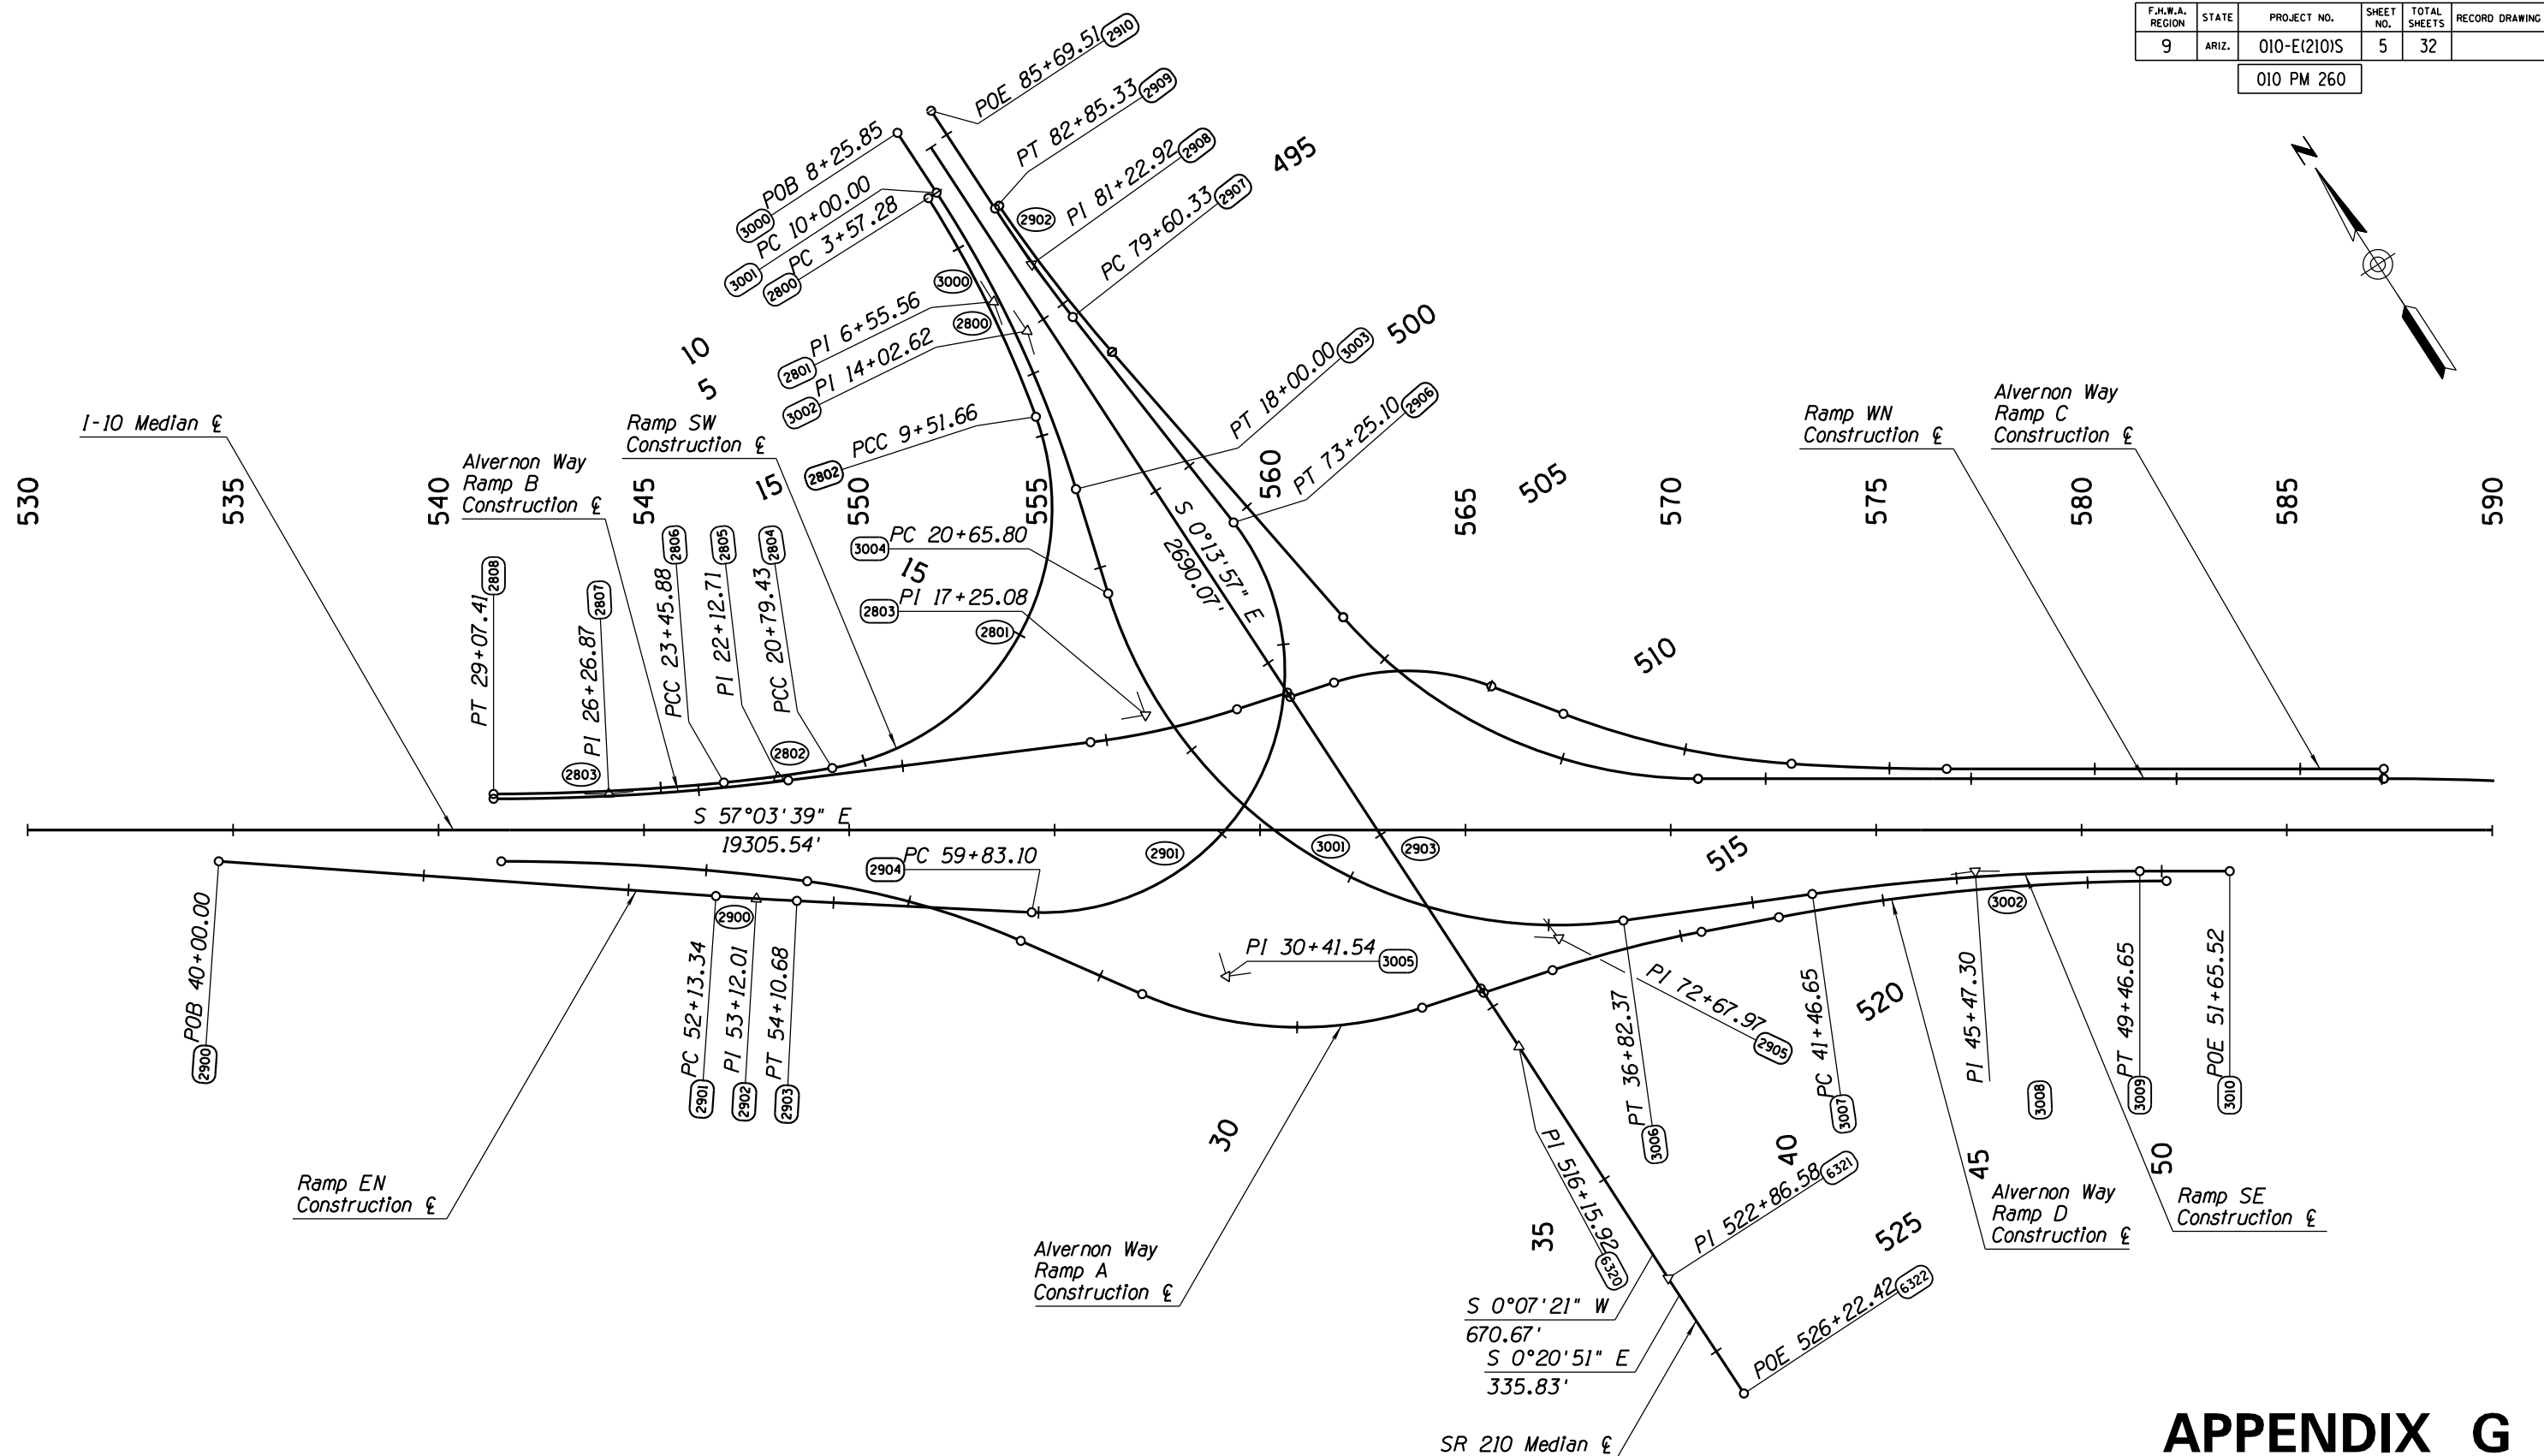 F.H.W.A. REGION
STATE
PROJECT NO.
SHEET NO.
TOTAL SHEETS
RECORD DRAWING
9
ARIZ.
010-E(210)S
5
32
010 PM 260
N
POE 85+69.51 2910
PT 82+85.33 2909
PI 81+22.92 2908
PC 79+60.33 2907
2902
495
3000 POB 8+25.85
3001 PC 10+00.00
2800 PC 3+57.28
3000
2800
2801 PI 6+55.56
3002 PI 14+02.62
2802 PCC 9+51.66
10
5
15
PT 18+00.00 3003
500
PT 73+25.10 2906
505
510
515
520
525
I-10 Median ℄
Alvernon Way
Ramp B
Construction ℄
Ramp SW
Construction ℄
Ramp WN
Construction ℄
Alvernon Way
Ramp C
Construction ℄
530
535
540
545
550
555
560
565
570
575
580
585
590
3004 PC 20+65.80
15
2803 PI 17+25.08
2801
S 0°13'57" E
2690.07'
PT 29+07.41 2808
PI 26+26.87 2807
PCC 23+45.88 2806
PI 22+12.71 2805
PCC 20+79.43 2804
2803
2802
S 57°03'39" E
19305.54'
2904 PC 59+83.10
2901
3001
2903
2900
3002
2900 POB 40+00.00
2901 PC 52+13.34
2902 PI 53+12.01
2903 PT 54+10.68
PI 30+41.54 3005
PI 72+67.97 2905
3006 PT 36+82.37
3007 PC 41+46.65
PI 45+47.30
3008
3009 PT 49+46.65
3010 POE 51+65.52
30
35
40
45
50
Ramp EN
Construction ℄
Alvernon Way
Ramp A
Construction ℄
Alvernon Way
Ramp D
Construction ℄
Ramp SE
Construction ℄
PI 516+15.92 6320
PI 522+86.58 6321
POE 526+22.42 6322
S 0°07'21" W
670.67'
S 0°20'51" E
335.83'
SR 210 Median ℄
APPENDIX G